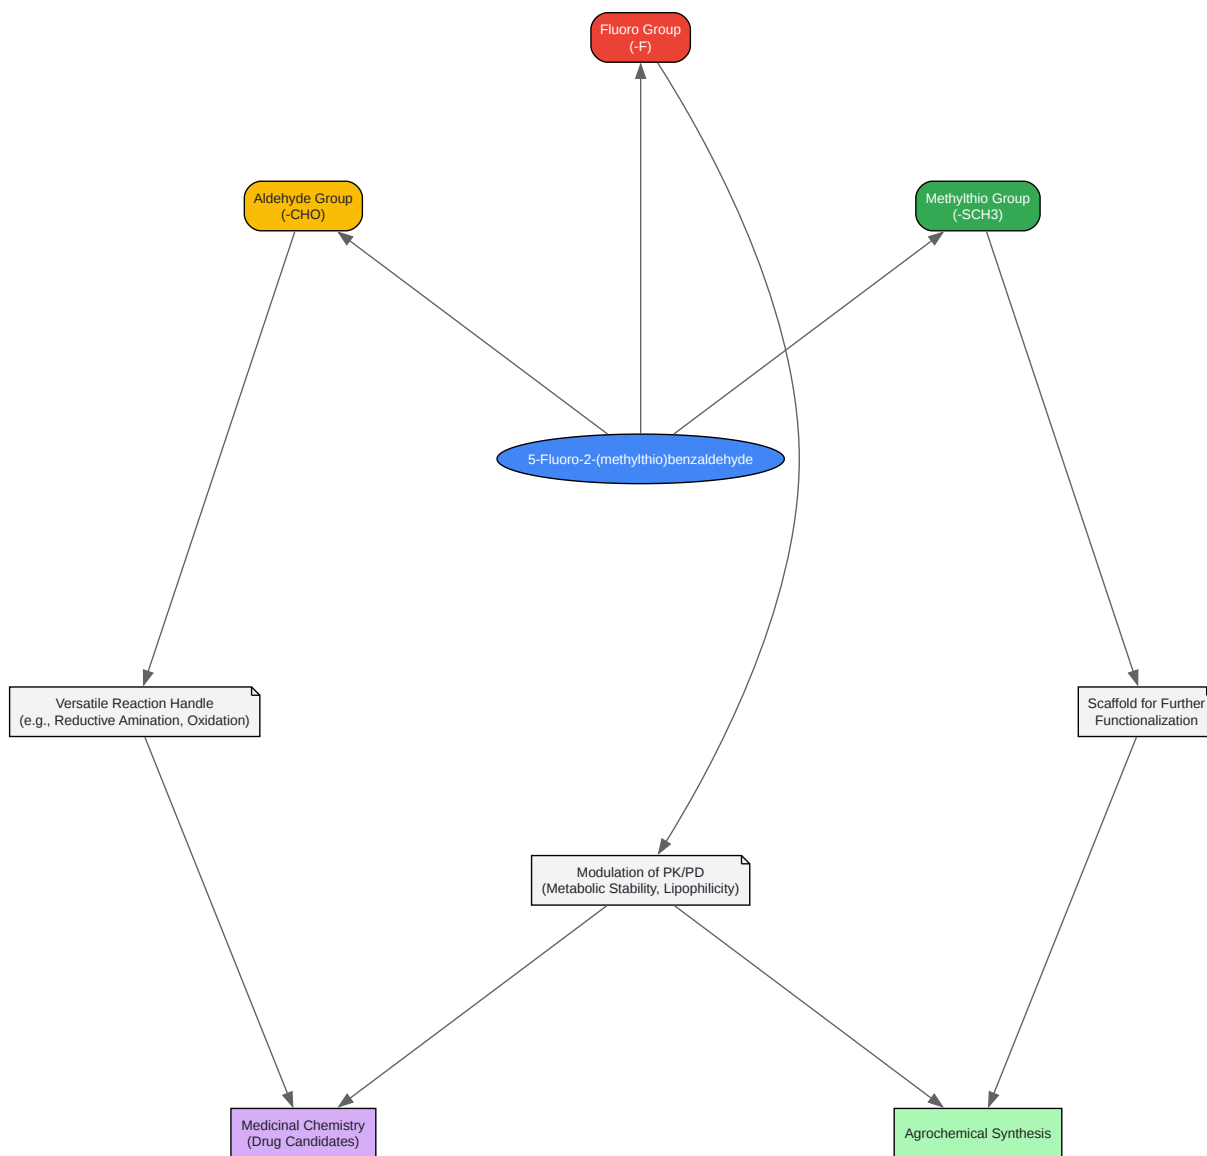 Fluoro Group
(-F)
Aldehyde Group
(-CHO)
Methylthio Group
(-SCH3)
5-Fluoro-2-(methylthio)benzaldehyde
Versatile Reaction Handle
(e.g., Reductive Amination, Oxidation)
Scaffold for Further
Functionalization
Modulation of PK/PD
(Metabolic Stability, Lipophilicity)
Medicinal Chemistry
(Drug Candidates)
Agrochemical Synthesis